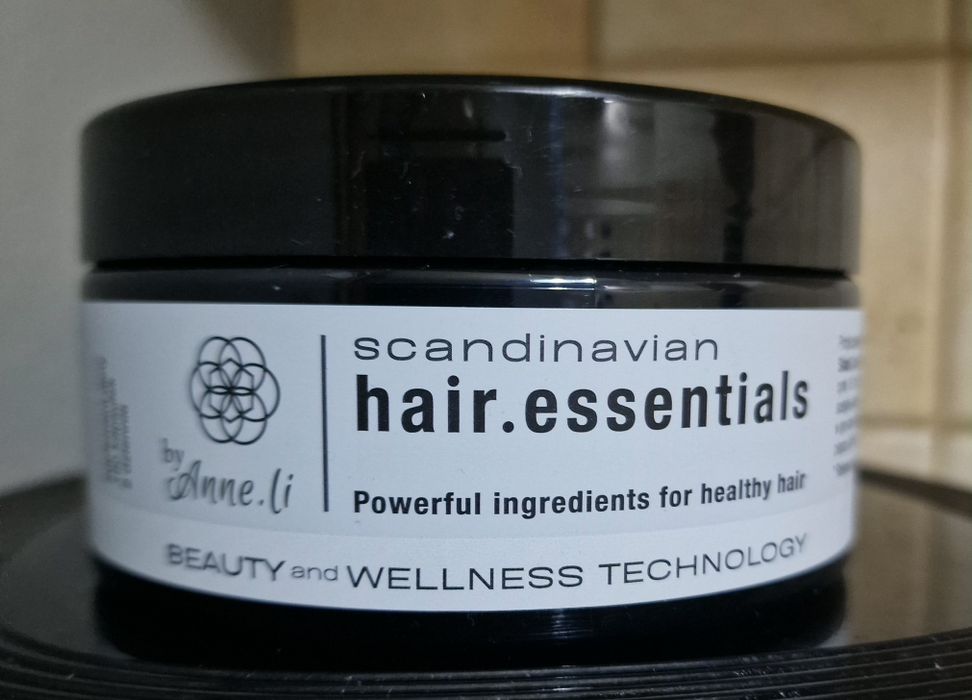 scandinavian
hair.essentials
by
Anne.li
Powerful ingredients for healthy hair
BEAUTY and WELLNESS TECHNOLOGY